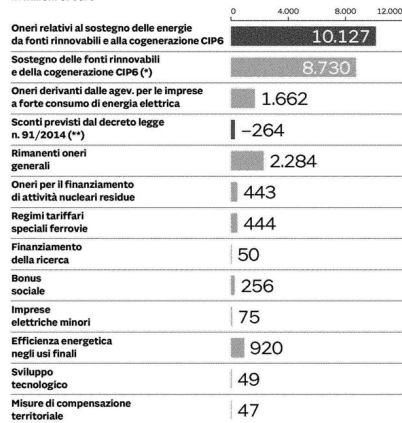 0 4.000 8.000 12.000
Oneri relativi al sostegno delle energie
da fonti rinnovabili e alla cogenerazione CIP6 10.127
Sostegno delle fonti rinnovabili
e della cogenerazione CIP6 (*) 8.730
Oneri derivanti dalle agev. per le imprese
a forte consumo di energia elettrica 1.662
Sconti previsti dal decreto legge
n. 91/2014 (**) –264
Rimanenti oneri
generali 2.284
Oneri per il finanziamento
di attività nucleari residue 443
Regimi tariffari
speciali ferrovie 444
Finanziamento
della ricerca 50
Bonus
sociale 256
Imprese
elettriche minori 75
Efficienza energetica
negli usi finali 920
Sviluppo
tecnologico 49
Misure di compensazione
territoriale 47